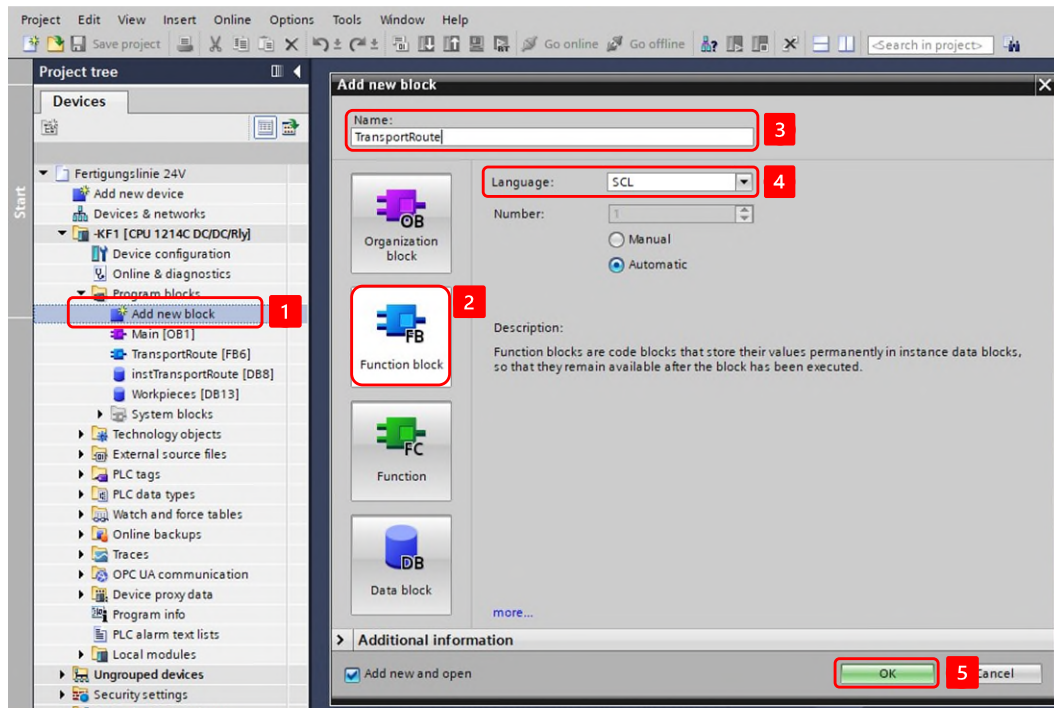 Project Edit View Insert Online Options Tools Window Help
Save project Go online Go offline <Search in project>
Start
Project tree
Devices
Fertigungslinie 24V
Add new device
Devices & networks
-KF1 [CPU 1214C DC/DC/Rly]
Device configuration
Online & diagnostics
Program blocks
Add new block
1
Main [OB1]
TransportRoute [FB6]
instTransportRoute [DB8]
Workpieces [DB13]
System blocks
Technology objects
External source files
PLC tags
PLC data types
Watch and force tables
Online backups
Traces
OPC UA communication
Device proxy data
Program info
PLC alarm text lists
Local modules
Ungrouped devices
Security settings
Add new block
Name:
TransportRoute
3
OB
Organization
block
2
FB
Function block
FC
Function
DB
Data block
Language: SCL
4
Number: 1
Manual
Automatic
Description:
Function blocks are code blocks that store their values permanently in instance data blocks,
so that they remain available after the block has been executed.
more...
Additional information
Add new and open
OK
5
Cancel